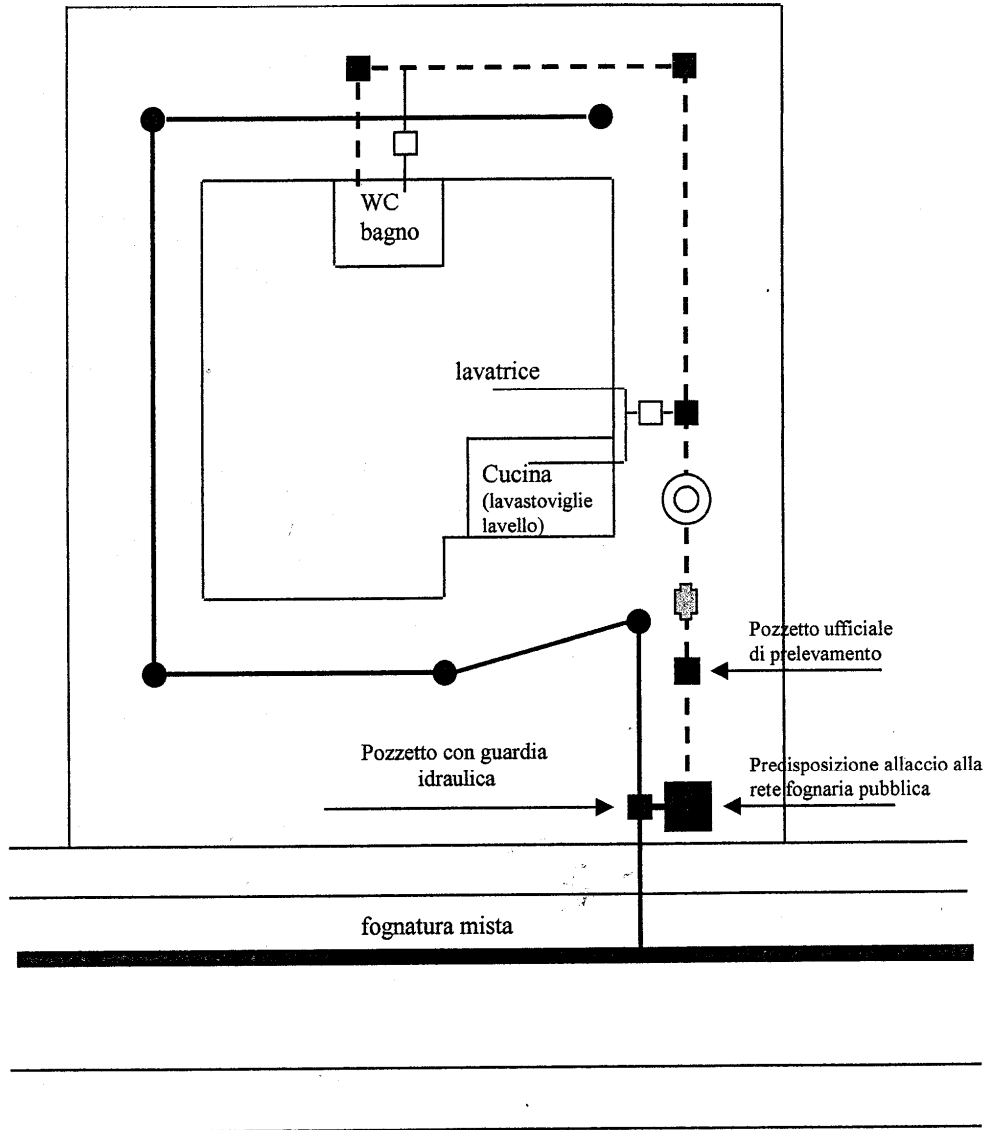 WC
bagno
lavatrice
Cucina
(lavastoviglie
lavello)
Pozzetto ufficiale
di prelevamento
Pozzetto con guardia
idraulica
Predisposizione allaccio alla
rete fognaria pubblica
fognatura mista